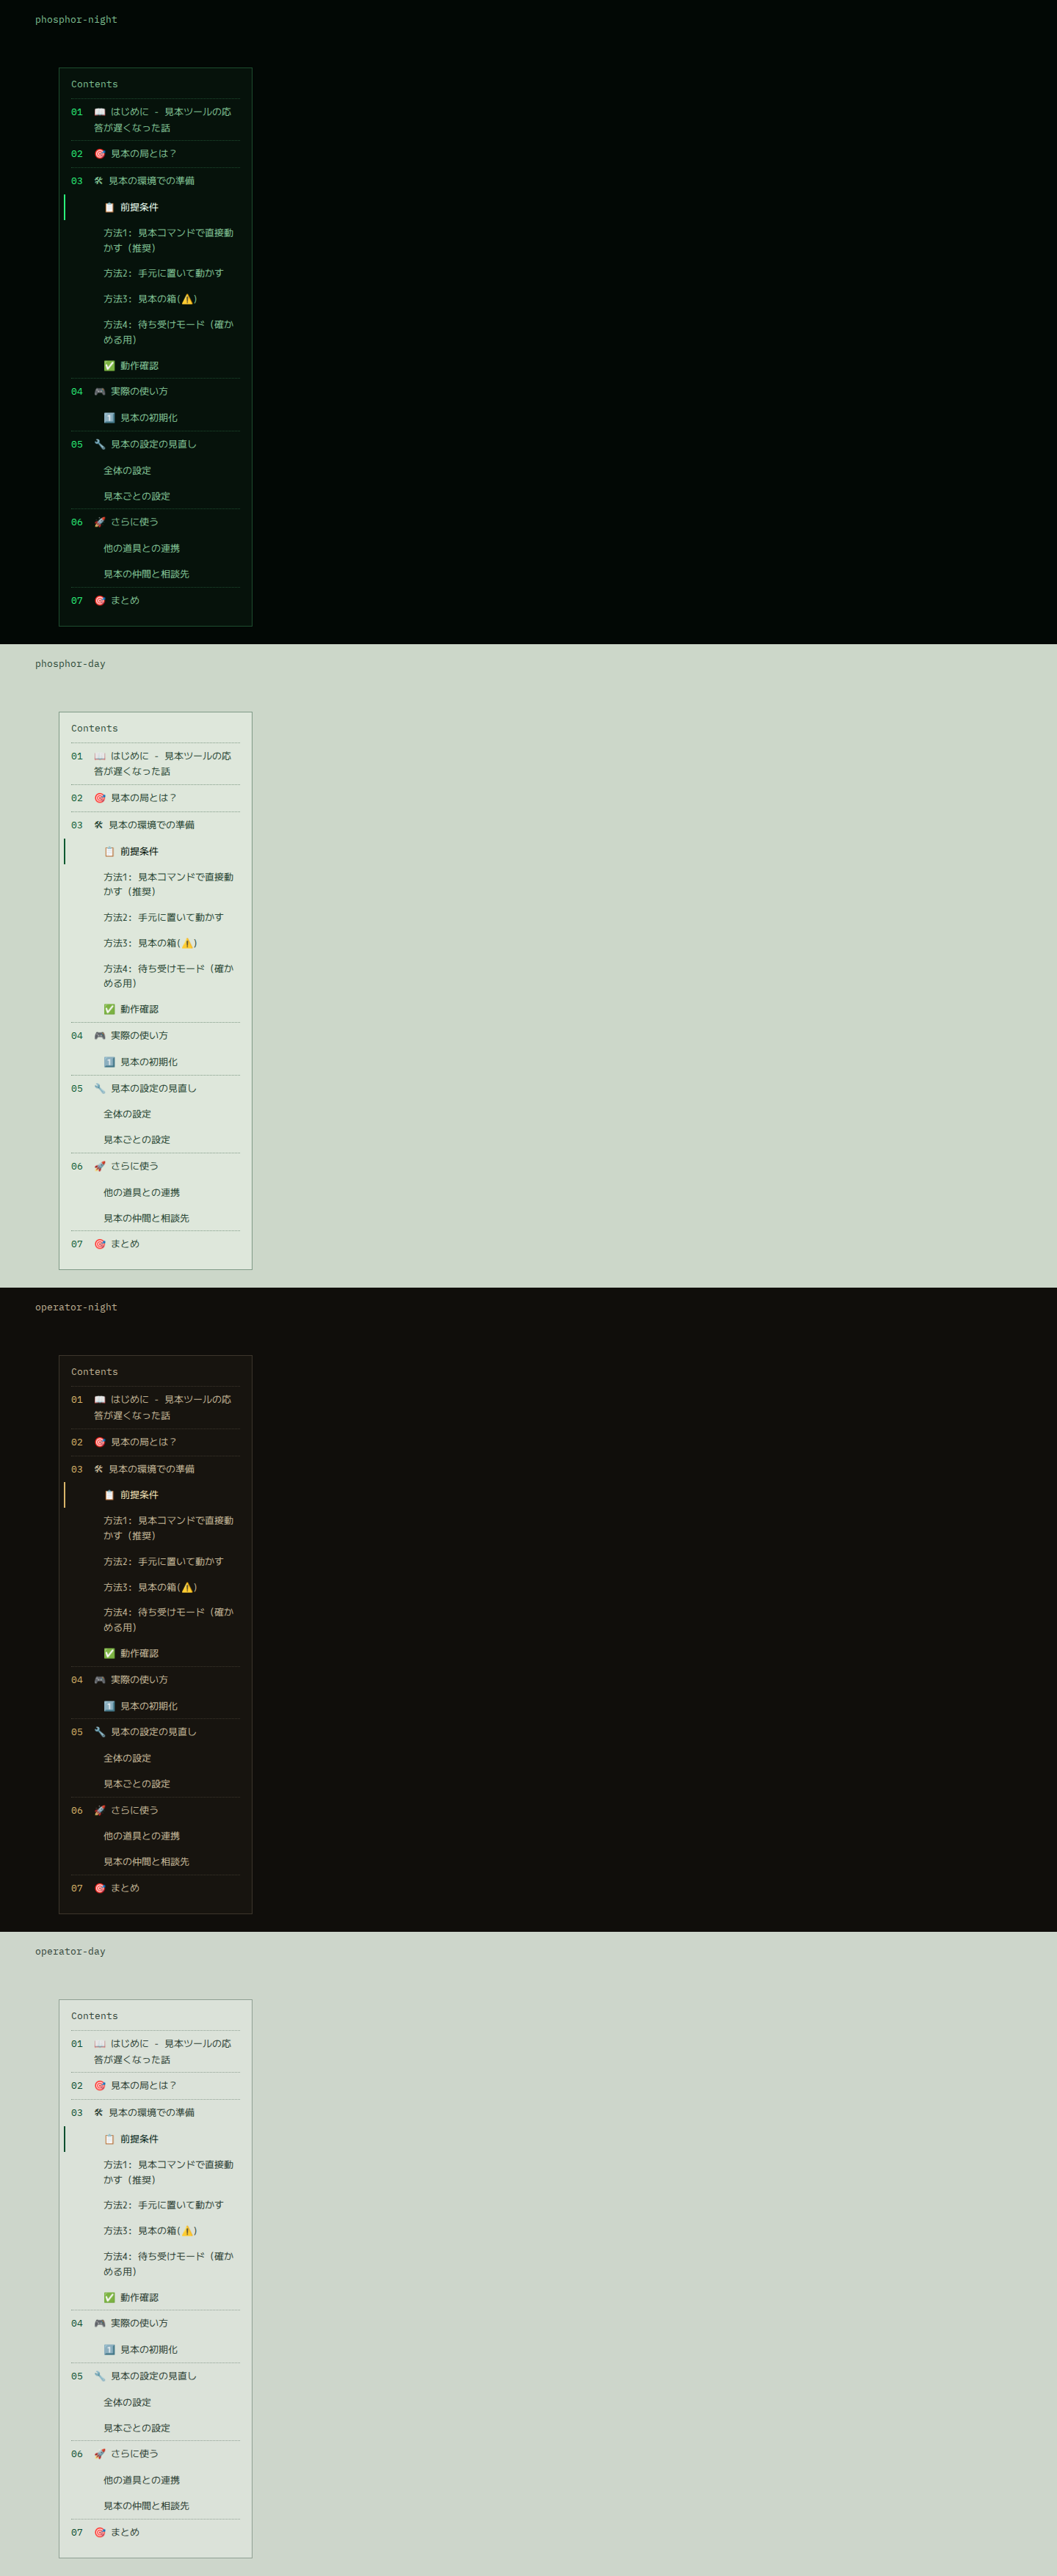 phosphor-night
Contents
01 📖 はじめに - 見本ツールの応
答が遅くなった話
02 🎯 見本の局とは？
03 🛠 見本の環境での準備
📋 前提条件
方法1: 見本コマンドで直接動
かす（推奨）
方法2: 手元に置いて動かす
方法3: 見本の箱(⚠️)
方法4: 待ち受けモード（確か
める用）
✅ 動作確認
04 🎮 実際の使い方
1️⃣ 見本の初期化
05 🔧 見本の設定の見直し
全体の設定
見本ごとの設定
06 🚀 さらに使う
他の道具との連携
見本の仲間と相談先
07 🎯 まとめ
phosphor-day
Contents
01 📖 はじめに - 見本ツールの応
答が遅くなった話
02 🎯 見本の局とは？
03 🛠 見本の環境での準備
📋 前提条件
方法1: 見本コマンドで直接動
かす（推奨）
方法2: 手元に置いて動かす
方法3: 見本の箱(⚠️)
方法4: 待ち受けモード（確か
める用）
✅ 動作確認
04 🎮 実際の使い方
1️⃣ 見本の初期化
05 🔧 見本の設定の見直し
全体の設定
見本ごとの設定
06 🚀 さらに使う
他の道具との連携
見本の仲間と相談先
07 🎯 まとめ
operator-night
Contents
01 📖 はじめに - 見本ツールの応
答が遅くなった話
02 🎯 見本の局とは？
03 🛠 見本の環境での準備
📋 前提条件
方法1: 見本コマンドで直接動
かす（推奨）
方法2: 手元に置いて動かす
方法3: 見本の箱(⚠️)
方法4: 待ち受けモード（確か
める用）
✅ 動作確認
04 🎮 実際の使い方
1️⃣ 見本の初期化
05 🔧 見本の設定の見直し
全体の設定
見本ごとの設定
06 🚀 さらに使う
他の道具との連携
見本の仲間と相談先
07 🎯 まとめ
operator-day
Contents
01 📖 はじめに - 見本ツールの応
答が遅くなった話
02 🎯 見本の局とは？
03 🛠 見本の環境での準備
📋 前提条件
方法1: 見本コマンドで直接動
かす（推奨）
方法2: 手元に置いて動かす
方法3: 見本の箱(⚠️)
方法4: 待ち受けモード（確か
める用）
✅ 動作確認
04 🎮 実際の使い方
1️⃣ 見本の初期化
05 🔧 見本の設定の見直し
全体の設定
見本ごとの設定
06 🚀 さらに使う
他の道具との連携
見本の仲間と相談先
07 🎯 まとめ